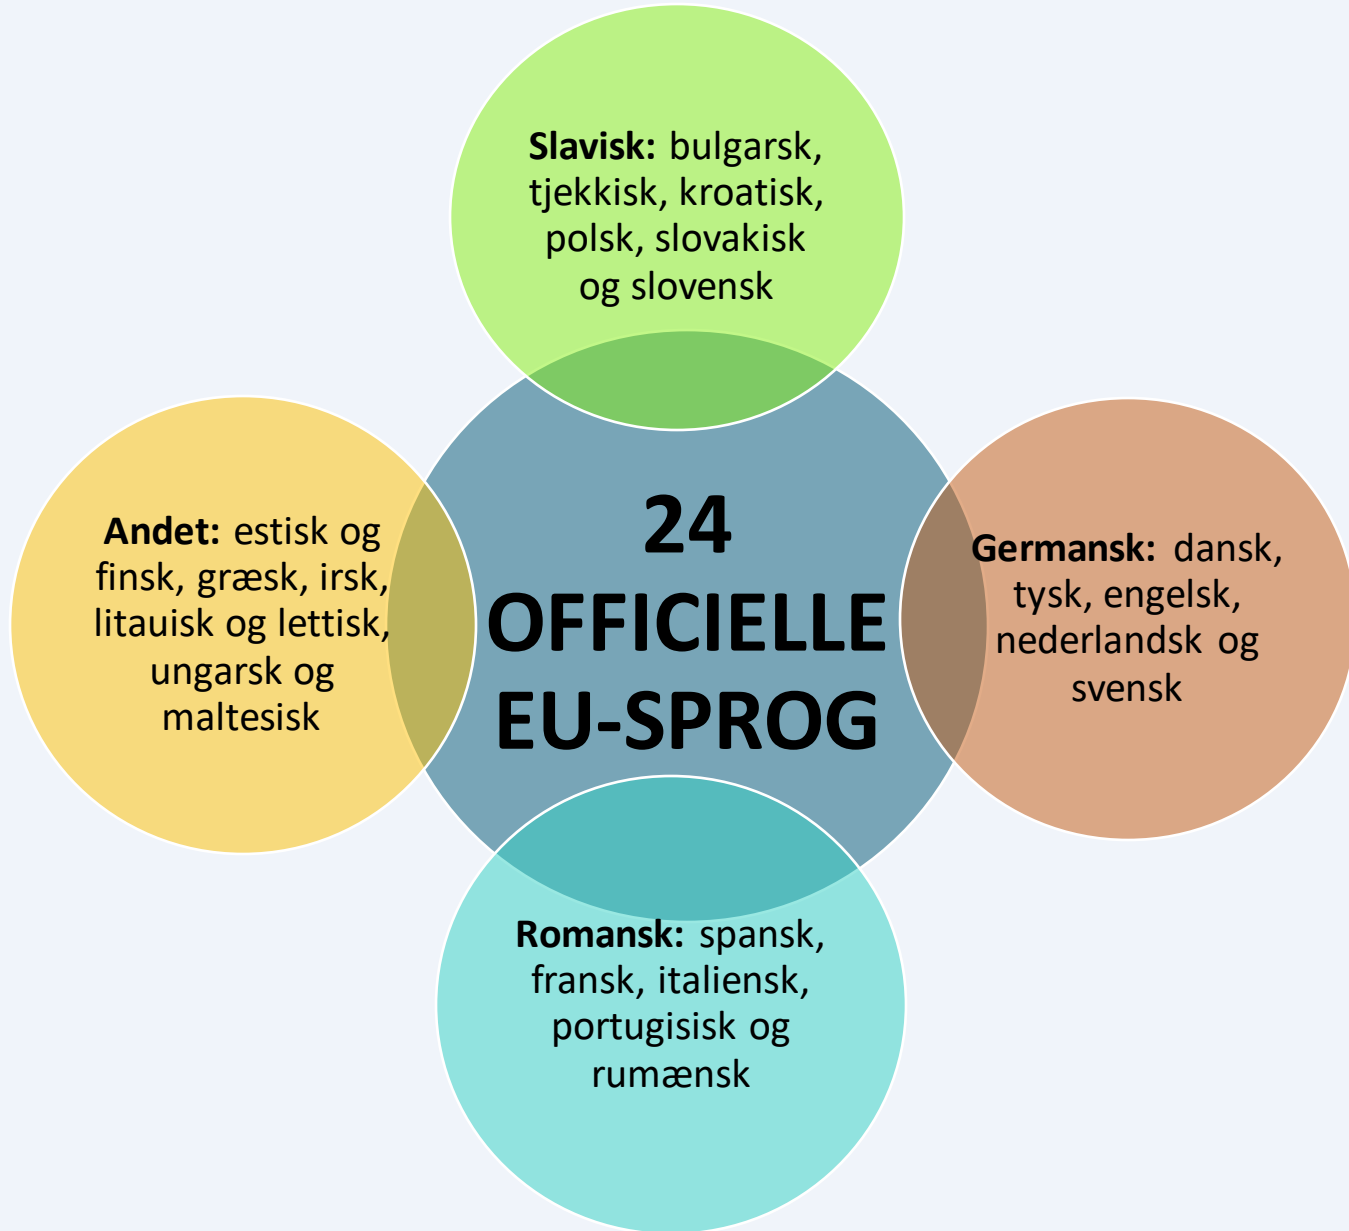 Slavisk: bulgarsk,
tjekkisk, kroatisk,
polsk, slovakisk
og slovensk
Andet: estisk og
finsk, græsk, irsk,
litauisk og lettisk,
ungarsk og
maltesisk
24
OFFICIELLE
EU-SPROG
Germansk: dansk,
tysk, engelsk,
nederlandsk og
svensk
Romansk: spansk,
fransk, italiensk,
portugisisk og
rumænsk